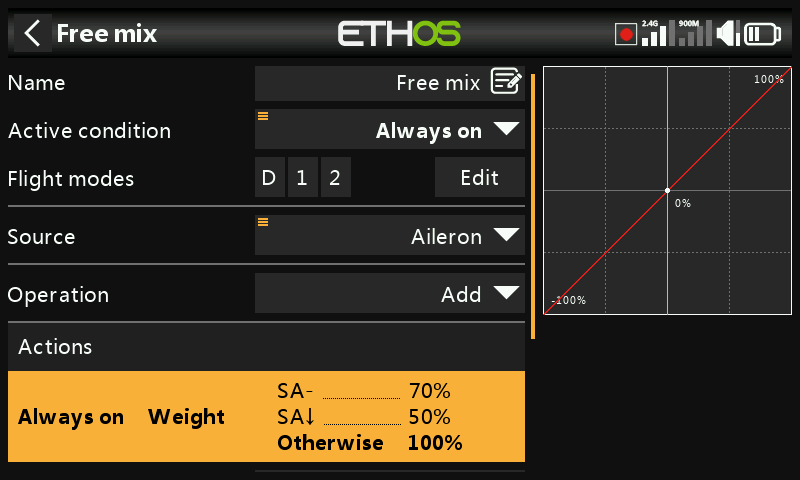 Free mix
ETHOS
2.4G 900M
Name Free mix
Active condition Always on
Flight modes D 1 2 Edit
Source Aileron
Operation Add
Actions
Always on Weight
SA- 70%
SA↓ 50%
Otherwise 100%
100%
0%
-100%